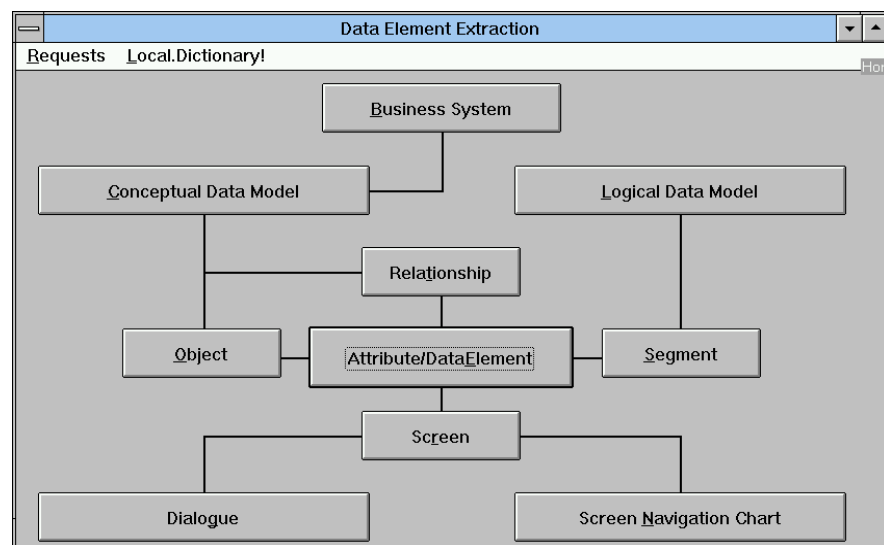 Data Element Extraction
Requests Local.Dictionary!
Hor
Business System
Conceptual Data Model
Logical Data Model
Relationship
Object
Attribute/DataElement
Segment
Screen
Dialogue
Screen Navigation Chart